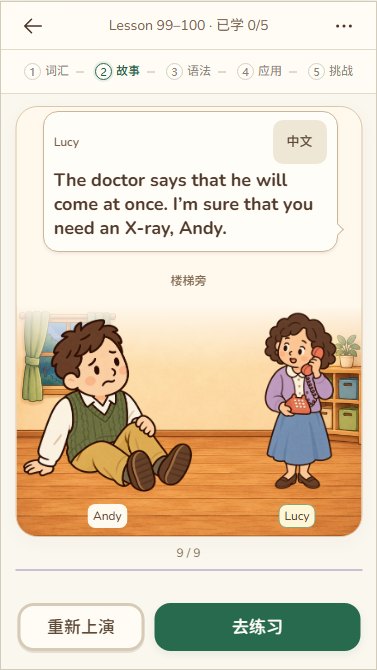 Lesson 99–100 · 已学 0/5
1 词汇 — 2 故事 — 3 语法 — 4 应用 — 5 挑战
Lucy
中文
The doctor says that he will
come at once. I’m sure that you
need an X-ray, Andy.
楼梯旁
Andy
Lucy
9 / 9
重新上演
去练习